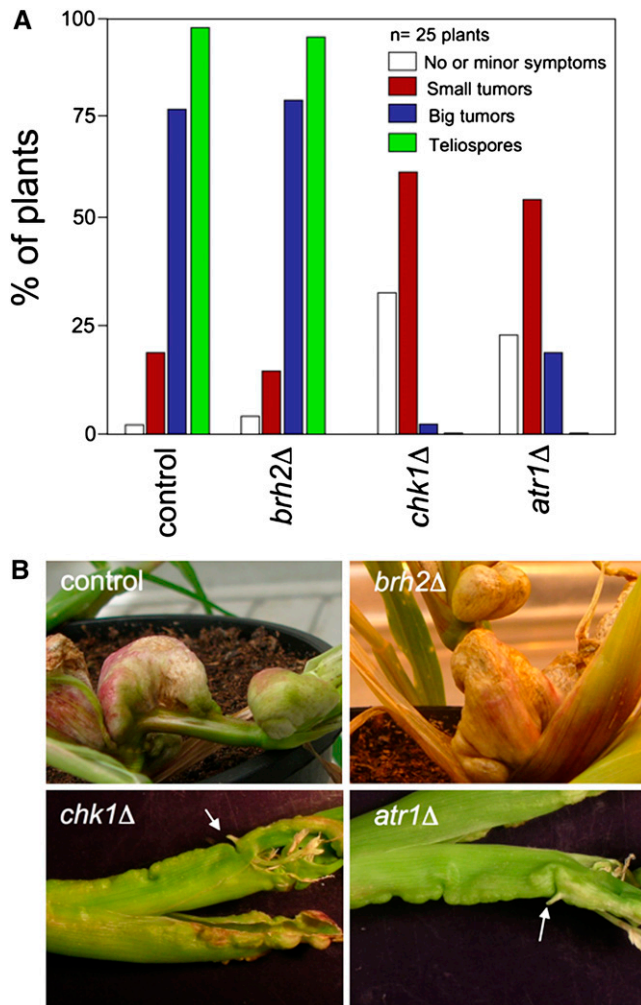 A
% of plants
100
75
50
25
0
n= 25 plants
No or minor symptoms
Small tumors
Big tumors
Teliospores
control
brh2Δ
chk1Δ
atr1Δ
B
control
brh2Δ
chk1Δ
atr1Δ